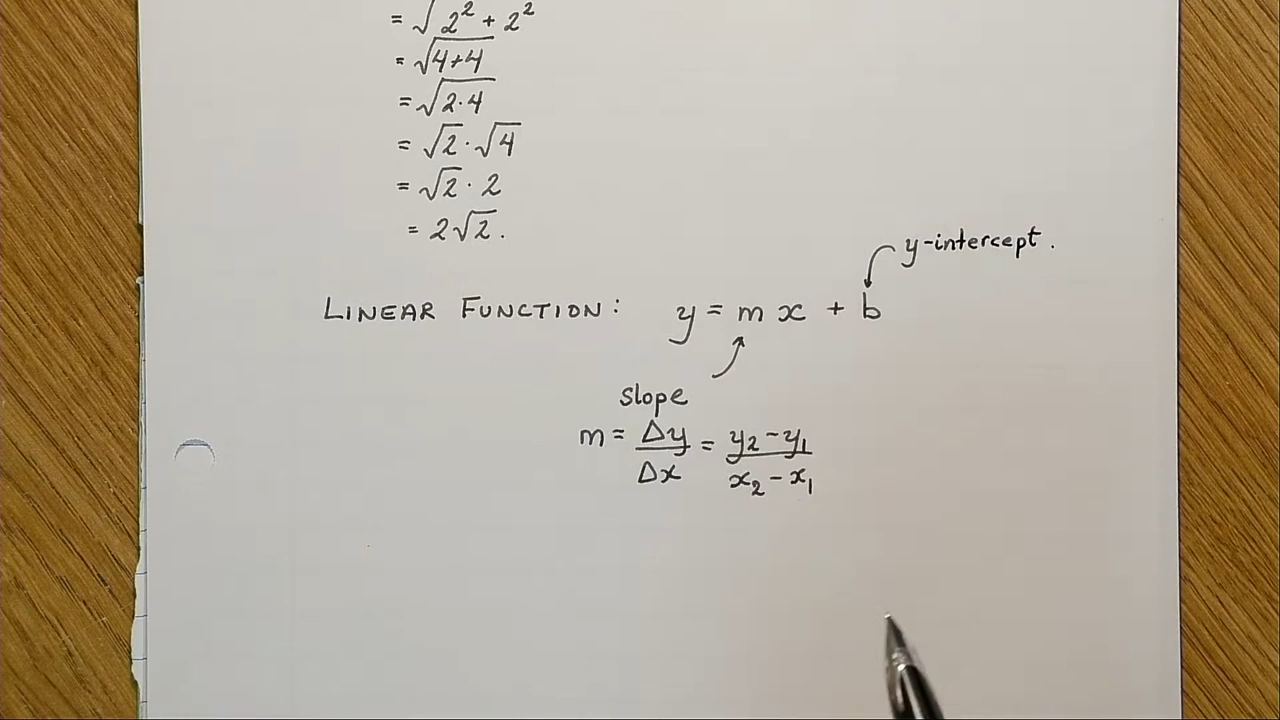 = √2² + 2²
= √4+4
= √2·4
= √2 · √4
= √2 · 2
= 2√2.
y-intercept.
LINEAR FUNCTION: y = mx + b
slope
m = Δy/Δx = y₂-y₁/x₂-x₁